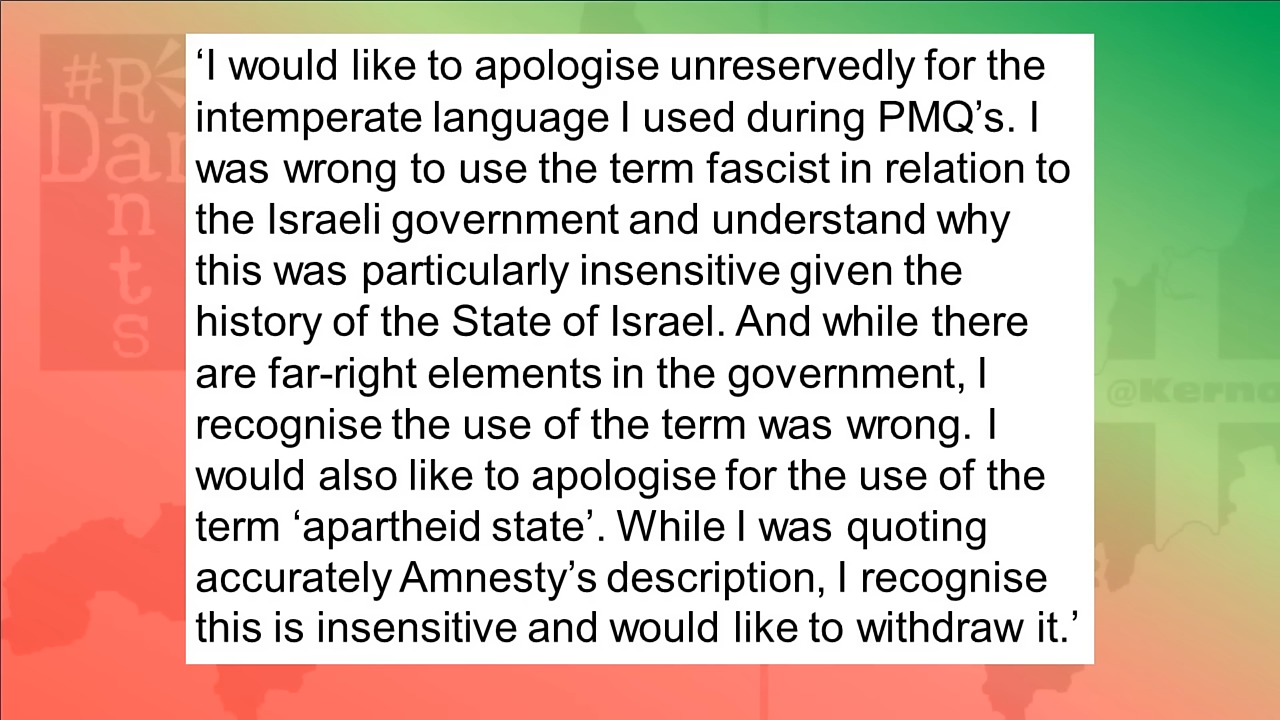 #R
Dan
n
t
s
‘I would like to apologise unreservedly for the
intemperate language I used during PMQ’s. I
was wrong to use the term fascist in relation to
the Israeli government and understand why
this was particularly insensitive given the
history of the State of Israel. And while there
are far-right elements in the government, I
recognise the use of the term was wrong. I
would also like to apologise for the use of the
term ‘apartheid state’. While I was quoting
accurately Amnesty’s description, I recognise
this is insensitive and would like to withdraw it.’
@Kerno